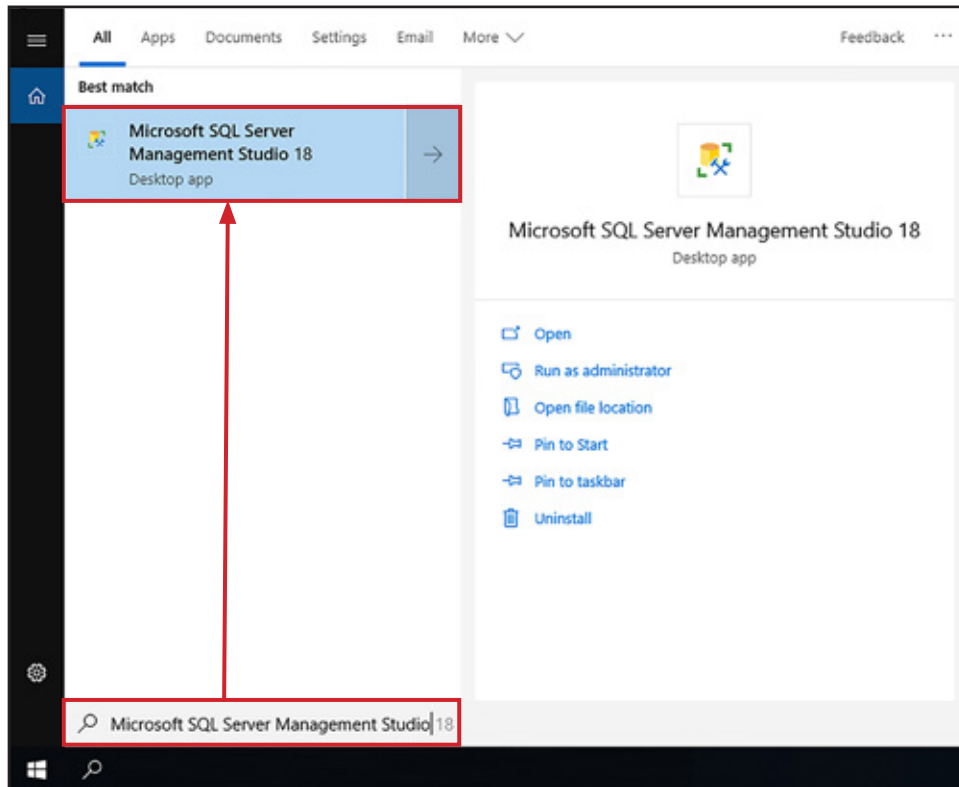 All Apps Documents Settings Email More Feedback ...
Best match
Microsoft SQL Server
Management Studio 18
Desktop app
Microsoft SQL Server Management Studio 18
Desktop app
Open
Run as administrator
Open file location
Pin to Start
Pin to taskbar
Uninstall
Microsoft SQL Server Management Studio 18